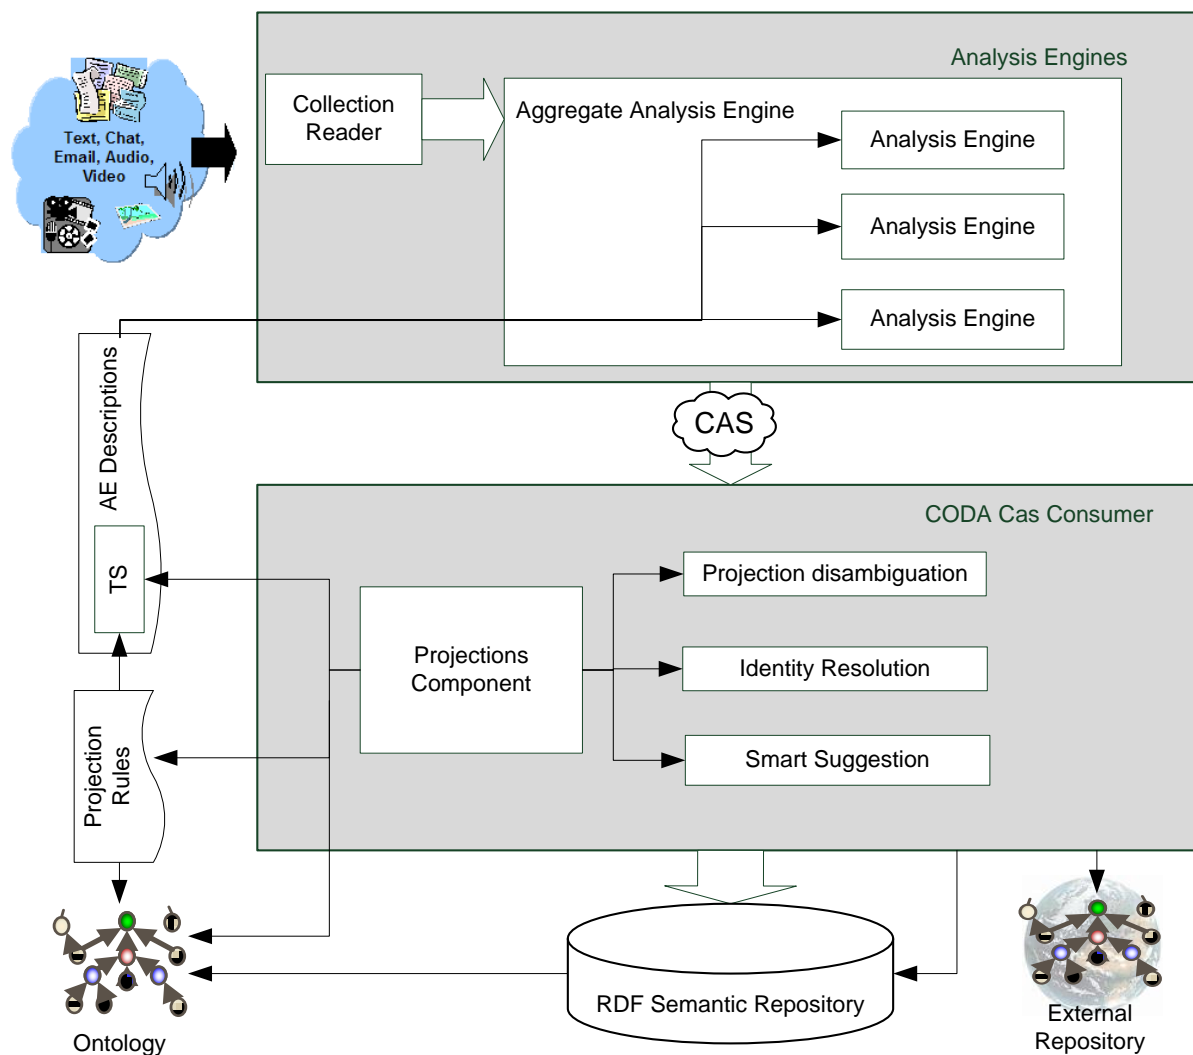 Analysis Engines
Text, Chat,
Email, Audio,
Video
Collection
Reader
Aggregate Analysis Engine
Analysis Engine
Analysis Engine
Analysis Engine
AE Descriptions
TS
CAS
CODA Cas Consumer
Projections
Component
Projection disambiguation
Identity Resolution
Smart Suggestion
Projection
Rules
Ontology
RDF Semantic Repository
External
Repository